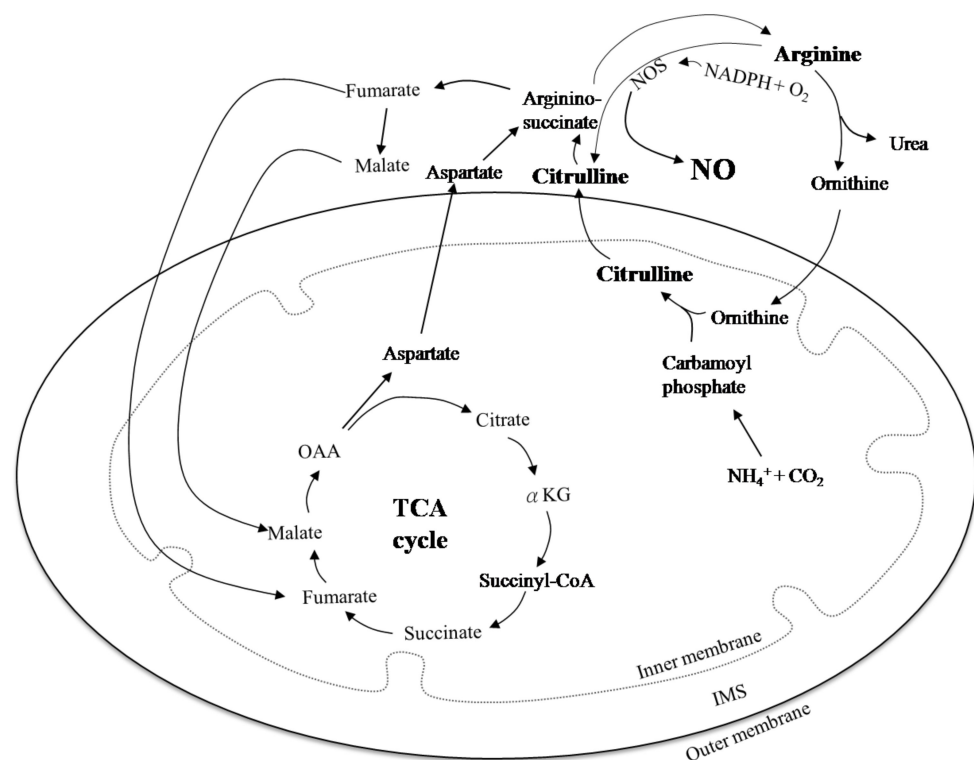 Arginine
NOS
NADPH + O₂
Fumarate
Arginino-
succinate
Urea
Malate
Aspartate
Citrulline
NO
Ornithine
Citrulline
Ornithine
Aspartate
Carbamoyl
phosphate
Citrate
OAA
NH₄⁺ + CO₂
α KG
TCA
cycle
Malate
Succinyl-CoA
Fumarate
Succinate
Inner membrane
IMS
Outer membrane